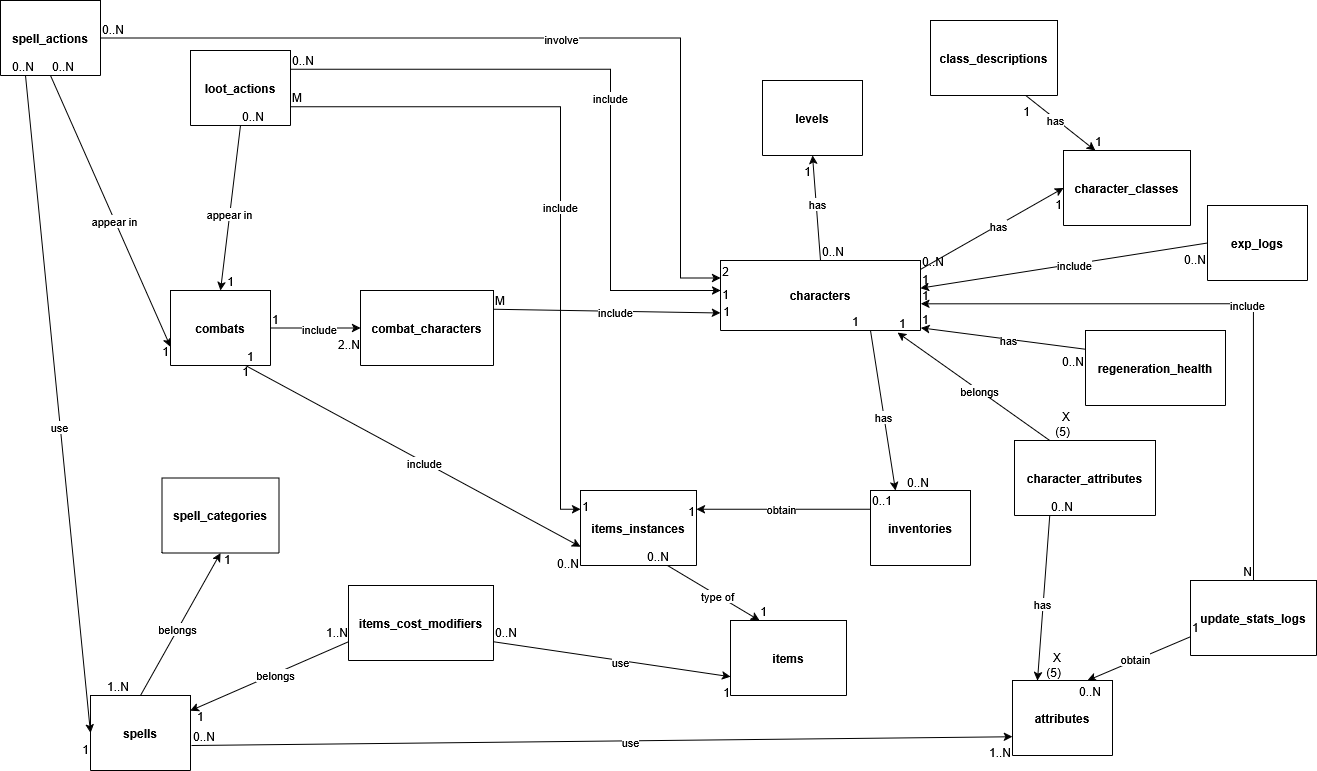 spell_actions
0..N
0..N
0..N
involve
loot_actions
0..N
M
0..N
include
include
class_descriptions
1
has
1
levels
1
has
0..N
character_classes
1
has
0..N
exp_logs
0..N
include
1
appear in
appear in
1
1
combats
1
include
2..N
1
1
combat_characters
M
include
2
1
1
characters
1
1
1
include
1
has
0..N
regeneration_health
belongs
X
(5)
character_attributes
0..N
has
0..N
0..1
inventories
obtain
1
1
items_instances
0..N
0..N
include
use
spell_categories
1
belongs
1..N
items_cost_modifiers
1..N
0..N
belongs
1
use
type of
1
items
1
has
X
(5)
N
update_stats_logs
1
obtain
0..N
attributes
1..N
spells
1
0..N
use